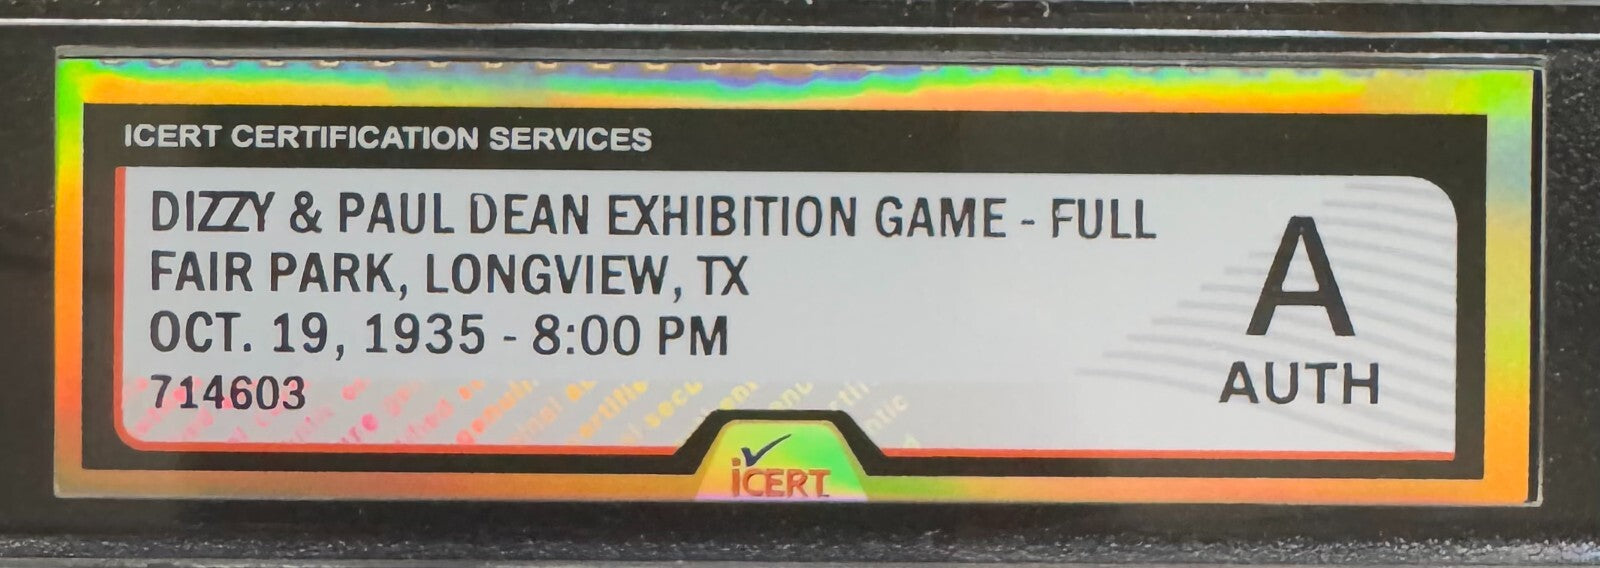 ICERT CERTIFICATION SERVICES
DIZZY & PAUL DEAN EXHIBITION GAME - FULL
FAIR PARK, LONGVIEW, TX
OCT. 19, 1935 - 8:00 PM
714603
A
AUTH
iCERT